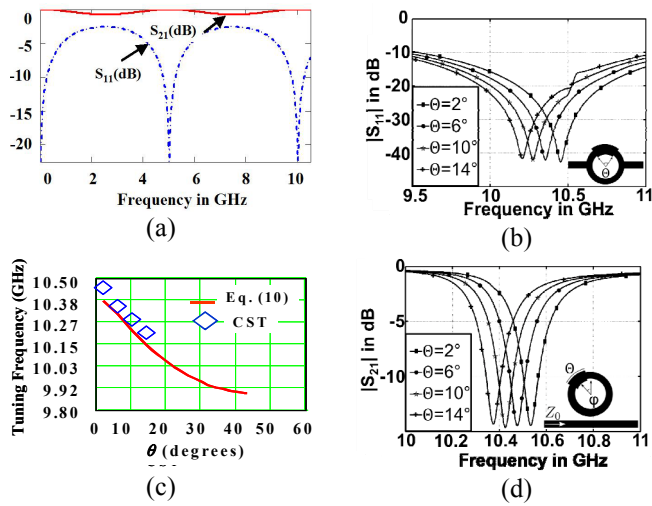 0
-5
-10
-15
-20
S21(dB)
S11(dB)
0 2 4 6 8 10
Frequency in GHz
(a)
|S11| in dB
0
-10
-20
-30
-40
-50
Θ=2°
Θ=6°
Θ=10°
Θ=14°
Θ
9.5 10 10.5 11
Frequency in GHz
(b)
Tuning Frequency (GHz)
10.50
10.38
10.27
10.15
10.03
9.92
9.80
Eq. (10)
CST
0 10 20 30 40 50 60
θ (degrees)
(c)
|S21| in dB
0
-5
-10
Θ=2°
Θ=6°
Θ=10°
Θ=14°
Θ
φ
Z0
10 10.2 10.4 10.6 10.8 11
Frequency in GHz
(d)